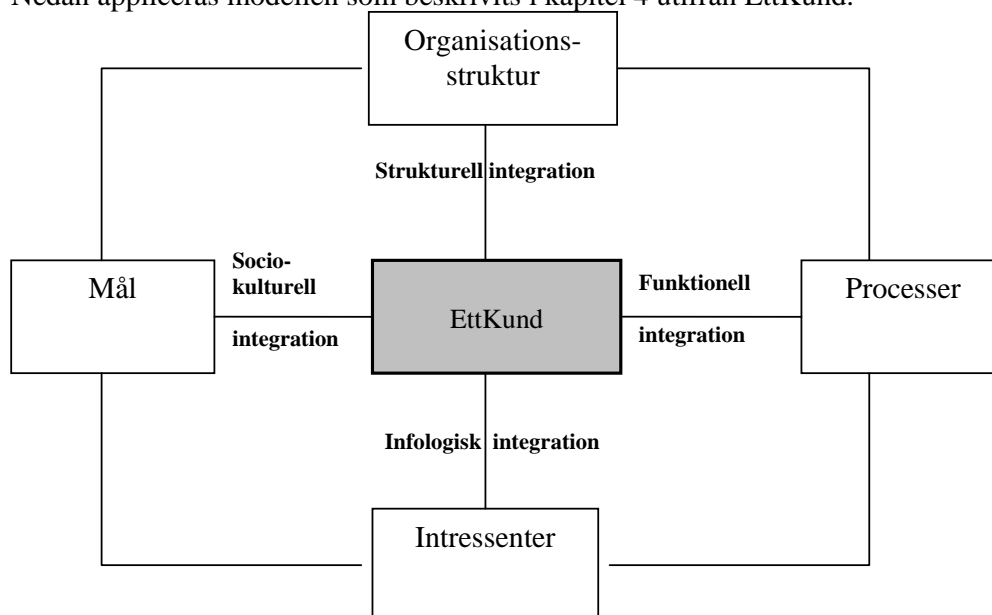 Nedan appliceras modellen som beskrivits i kapitel 4 utifrån EttKund.
Organisations-
struktur
Strukturell integration
Mål
Socio-
kulturell
integration
EttKund
Funktionell
integration
Processer
Infologisk integration
Intressenter